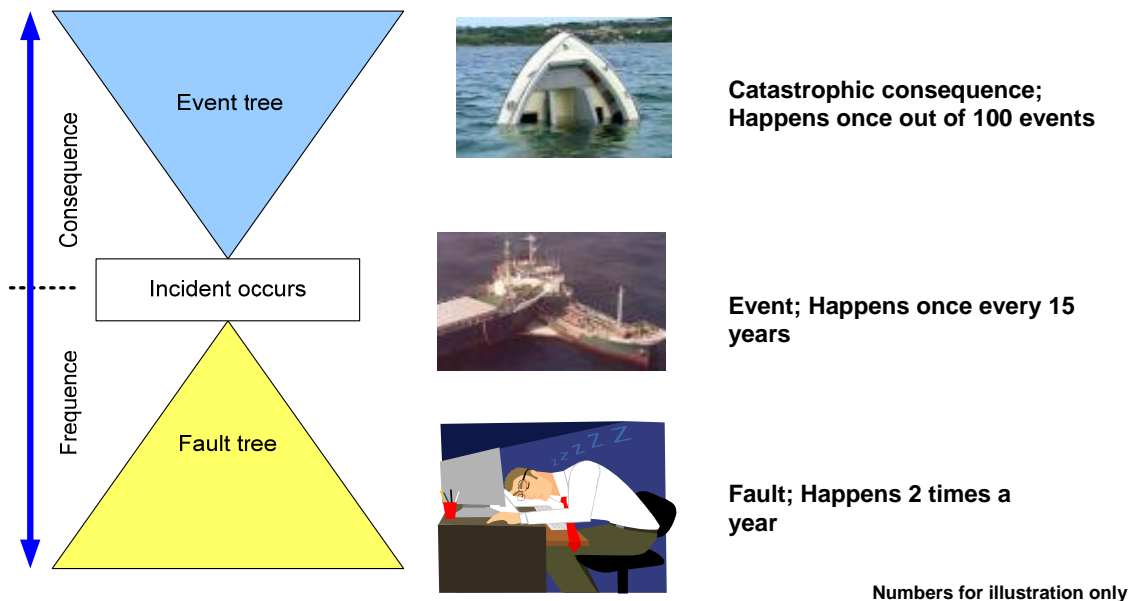 Consequence
Event tree
Catastrophic consequence;
Happens once out of 100 events
Incident occurs
Event; Happens once every 15
years
Frequence
Fault tree
z z z Z Z Z
Fault; Happens 2 times a
year
Numbers for illustration only